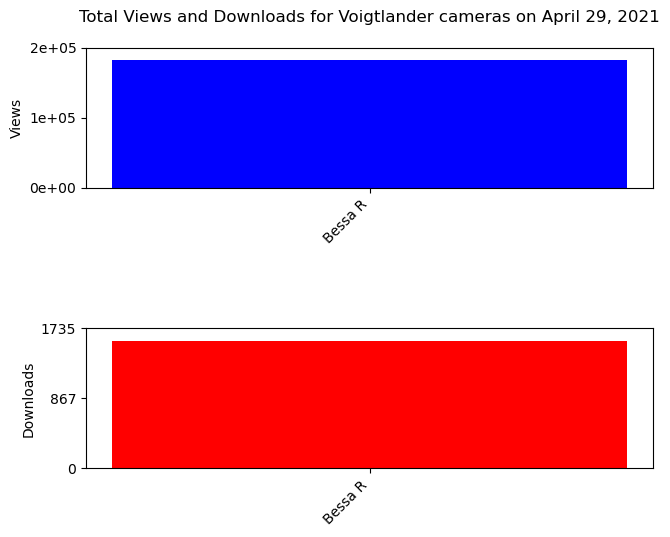 Total Views and Downloads for Voigtlander cameras on April 29, 2021
2e+05
1e+05
0e+00
Views
Bessa R
1735
867
0
Downloads
Bessa R